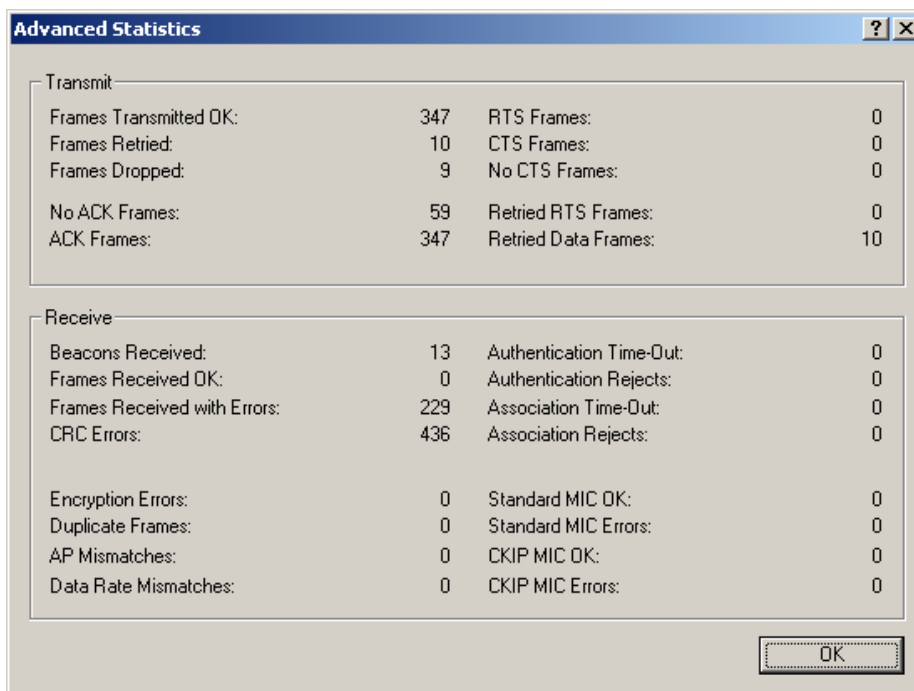 Advanced Statistics
Transmit
Frames Transmitted OK: 347 RTS Frames: 0
Frames Retried: 10 CTS Frames: 0
Frames Dropped: 9 No CTS Frames: 0
No ACK Frames: 59 Retried RTS Frames: 0
ACK Frames: 347 Retried Data Frames: 10
Receive
Beacons Received: 13 Authentication Time-Out: 0
Frames Received OK: 0 Authentication Rejects: 0
Frames Received with Errors: 229 Association Time-Out: 0
CRC Errors: 436 Association Rejects: 0
Encryption Errors: 0 Standard MIC OK: 0
Duplicate Frames: 0 Standard MIC Errors: 0
AP Mismatches: 0 CKIP MIC OK: 0
Data Rate Mismatches: 0 CKIP MIC Errors: 0
OK